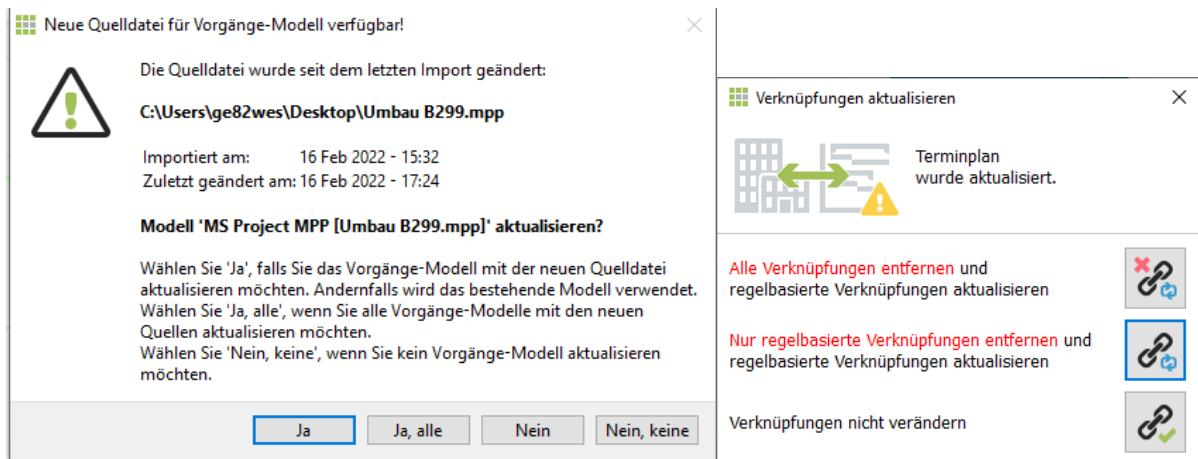 Neue Quelldatei für Vorgänge-Modell verfügbar!
Die Quelldatei wurde seit dem letzten Import geändert:
C:\Users\ge82wes\Desktop\Umbau B299.mpp
Importiert am: 16 Feb 2022 - 15:32
Zuletzt geändert am: 16 Feb 2022 - 17:24
Modell 'MS Project MPP [Umbau B299.mpp]' aktualisieren?
Wählen Sie 'Ja', falls Sie das Vorgänge-Modell mit der neuen Quelldatei
aktualisieren möchten. Andernfalls wird das bestehende Modell verwendet.
Wählen Sie 'Ja, alle', wenn Sie alle Vorgänge-Modelle mit den neuen
Quellen aktualisieren möchten.
Wählen Sie 'Nein, keine', wenn Sie kein Vorgänge-Modell aktualisieren
möchten.
Ja
Ja, alle
Nein
Nein, keine
Verknüpfungen aktualisieren
Terminplan
wurde aktualisiert.
Alle Verknüpfungen entfernen und
regelbasierte Verknüpfungen aktualisieren
Nur regelbasierte Verknüpfungen entfernen und
regelbasierte Verknüpfungen aktualisieren
Verknüpfungen nicht verändern